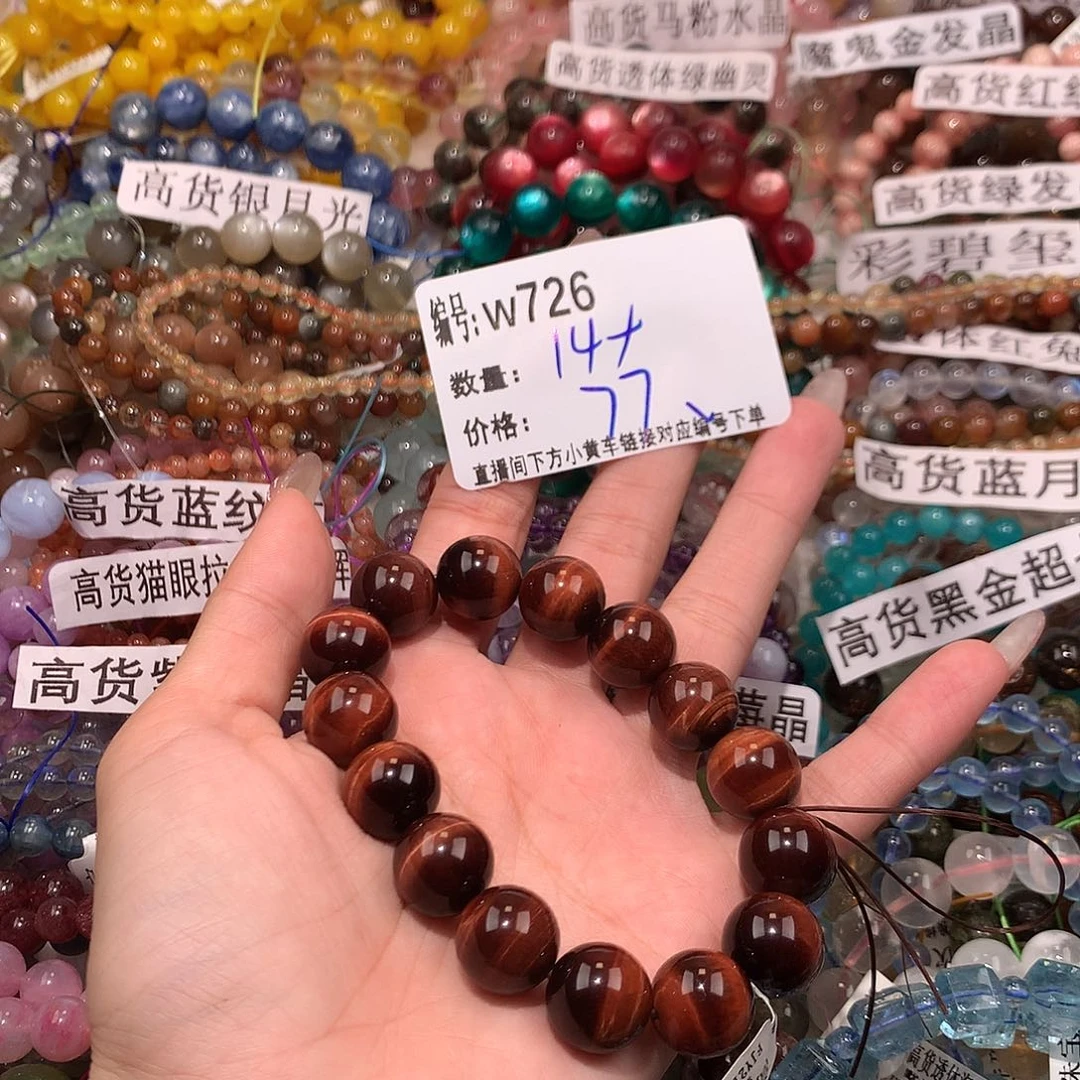 高货马粉水晶
魔鬼金发晶
高货透体绿幽灵
高货红
高货银月光
高货绿发
彩碧玺
编号:W726
数量: 14+
价格: 77
直播间下方小黄车链接对应编号下单
高货蓝纹
高货蓝月
高货猫眼拉
高货黑金超
高货紫
晶